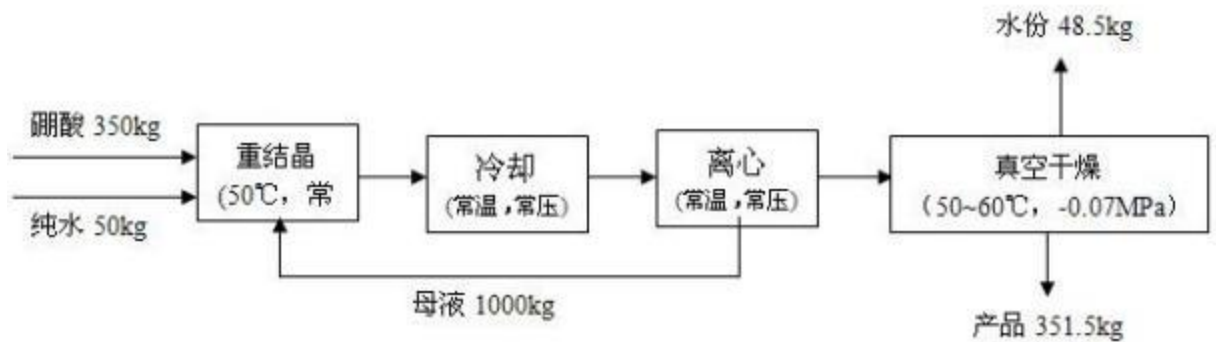 水份 48.5kg
硼酸 350kg
纯水 50kg
重结晶
(50℃，常
冷却
(常温,常压)
离心
(常温,常压)
真空干燥
（50~60℃，-0.07MPa）
母液 1000kg
产品 351.5kg